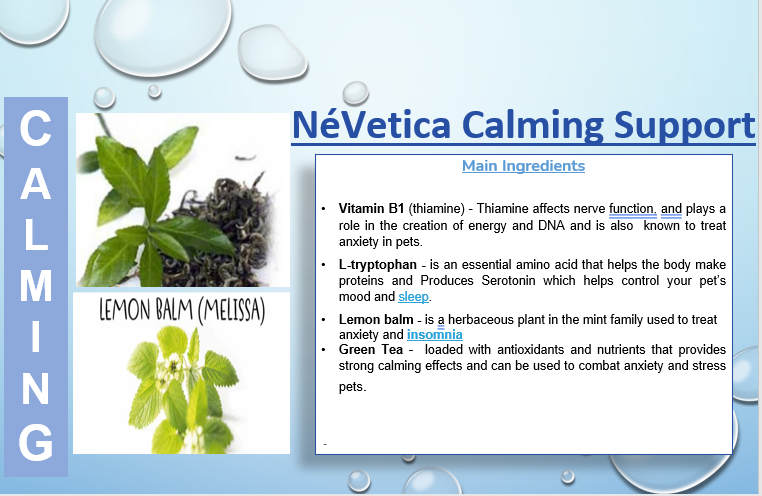 CALMING
NéVetica Calming Support
LEMON BALM (MELISSA)
Main Ingredients
• Vitamin B1 (thiamine) - Thiamine affects nerve function, and plays a
role in the creation of energy and DNA and is also known to treat
anxiety in pets.
• L-tryptophan - is an essential amino acid that helps the body make
proteins and Produces Serotonin which helps control your pet's
mood and sleep.
• Lemon balm - is a herbaceous plant in the mint family used to treat
anxiety and insomnia
• Green Tea - loaded with antioxidants and nutrients that provides
strong calming effects and can be used to combat anxiety and stress
pets.
-